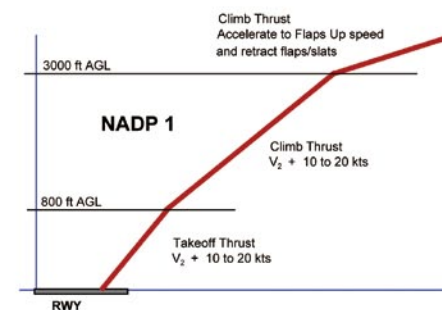 Climb Thrust
Accelerate to Flaps Up speed
and retract flaps/slats
3000 ft AGL
NADP 1
Climb Thrust
V₂ + 10 to 20 kts
800 ft AGL
Takeoff Thrust
V₂ + 10 to 20 kts
RWY